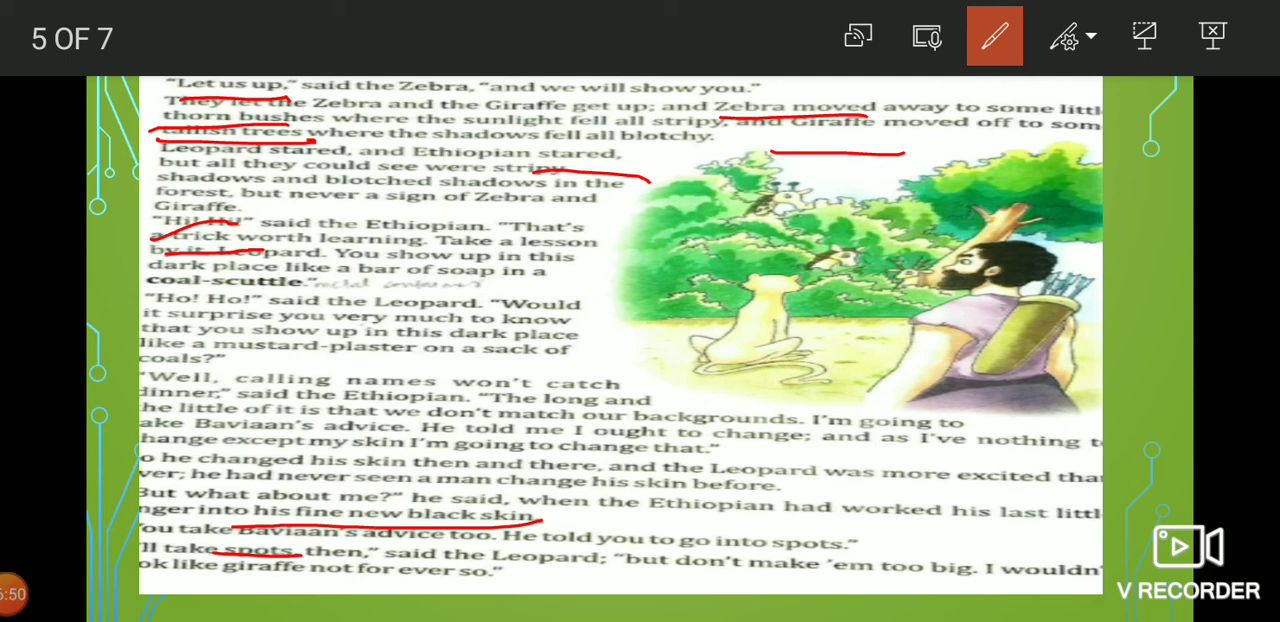 5 OF 7
"Let us up," said the Zebra, "and we will show you."
They let the Zebra and the Giraffe get up; and Zebra moved away to some littl
thorn bushes where the sunlight fell all stripy, and Giraffe moved off to som
tallish trees where the shadows fell all blotchy.
Leopard stared, and Ethiopian stared,
but all they could see were stripy
shadows and blotched shadows in the
forest, but never a sign of Zebra and
Giraffe.
"Hi! Hi!" said the Ethiopian. "That's
a trick worth learning. Take a lesson
by it, Leopard. You show up in this
dark place like a bar of soap in a
coal-scuttle."
"Ho! Ho!" said the Leopard. "Would
it surprise you very much to know
that you show up in this dark place
like a mustard-plaster on a sack of
coals?"
"Well, calling names won't catch
dinner," said the Ethiopian. "The long and
he little of it is that we don't match our backgrounds. I'm going to
ake Baviaan's advice. He told me I ought to change; and as I've nothing t
hange except my skin I'm going to change that."
o he changed his skin then and there, and the Leopard was more excited than
ver; he had never seen a man change his skin before.
But what about me?" he said, when the Ethiopian had worked his last littl
nger into his fine new black skin.
You take Baviaan's advice too. He told you to go into spots."
'll take spots, then," said the Leopard; "but don't make 'em too big. I wouldn'
ok like giraffe not for ever so."
6:50
V RECORDER